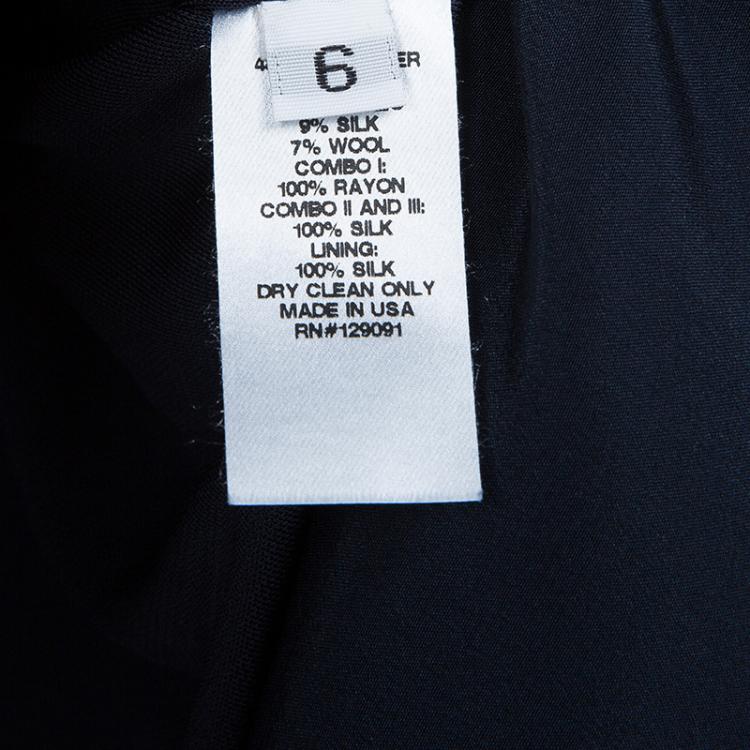 6
9% SILK
7% WOOL
COMBO I:
100% RAYON
COMBO II AND III:
100% SILK
LINING:
100% SILK
DRY CLEAN ONLY
MADE IN USA
RN#129091